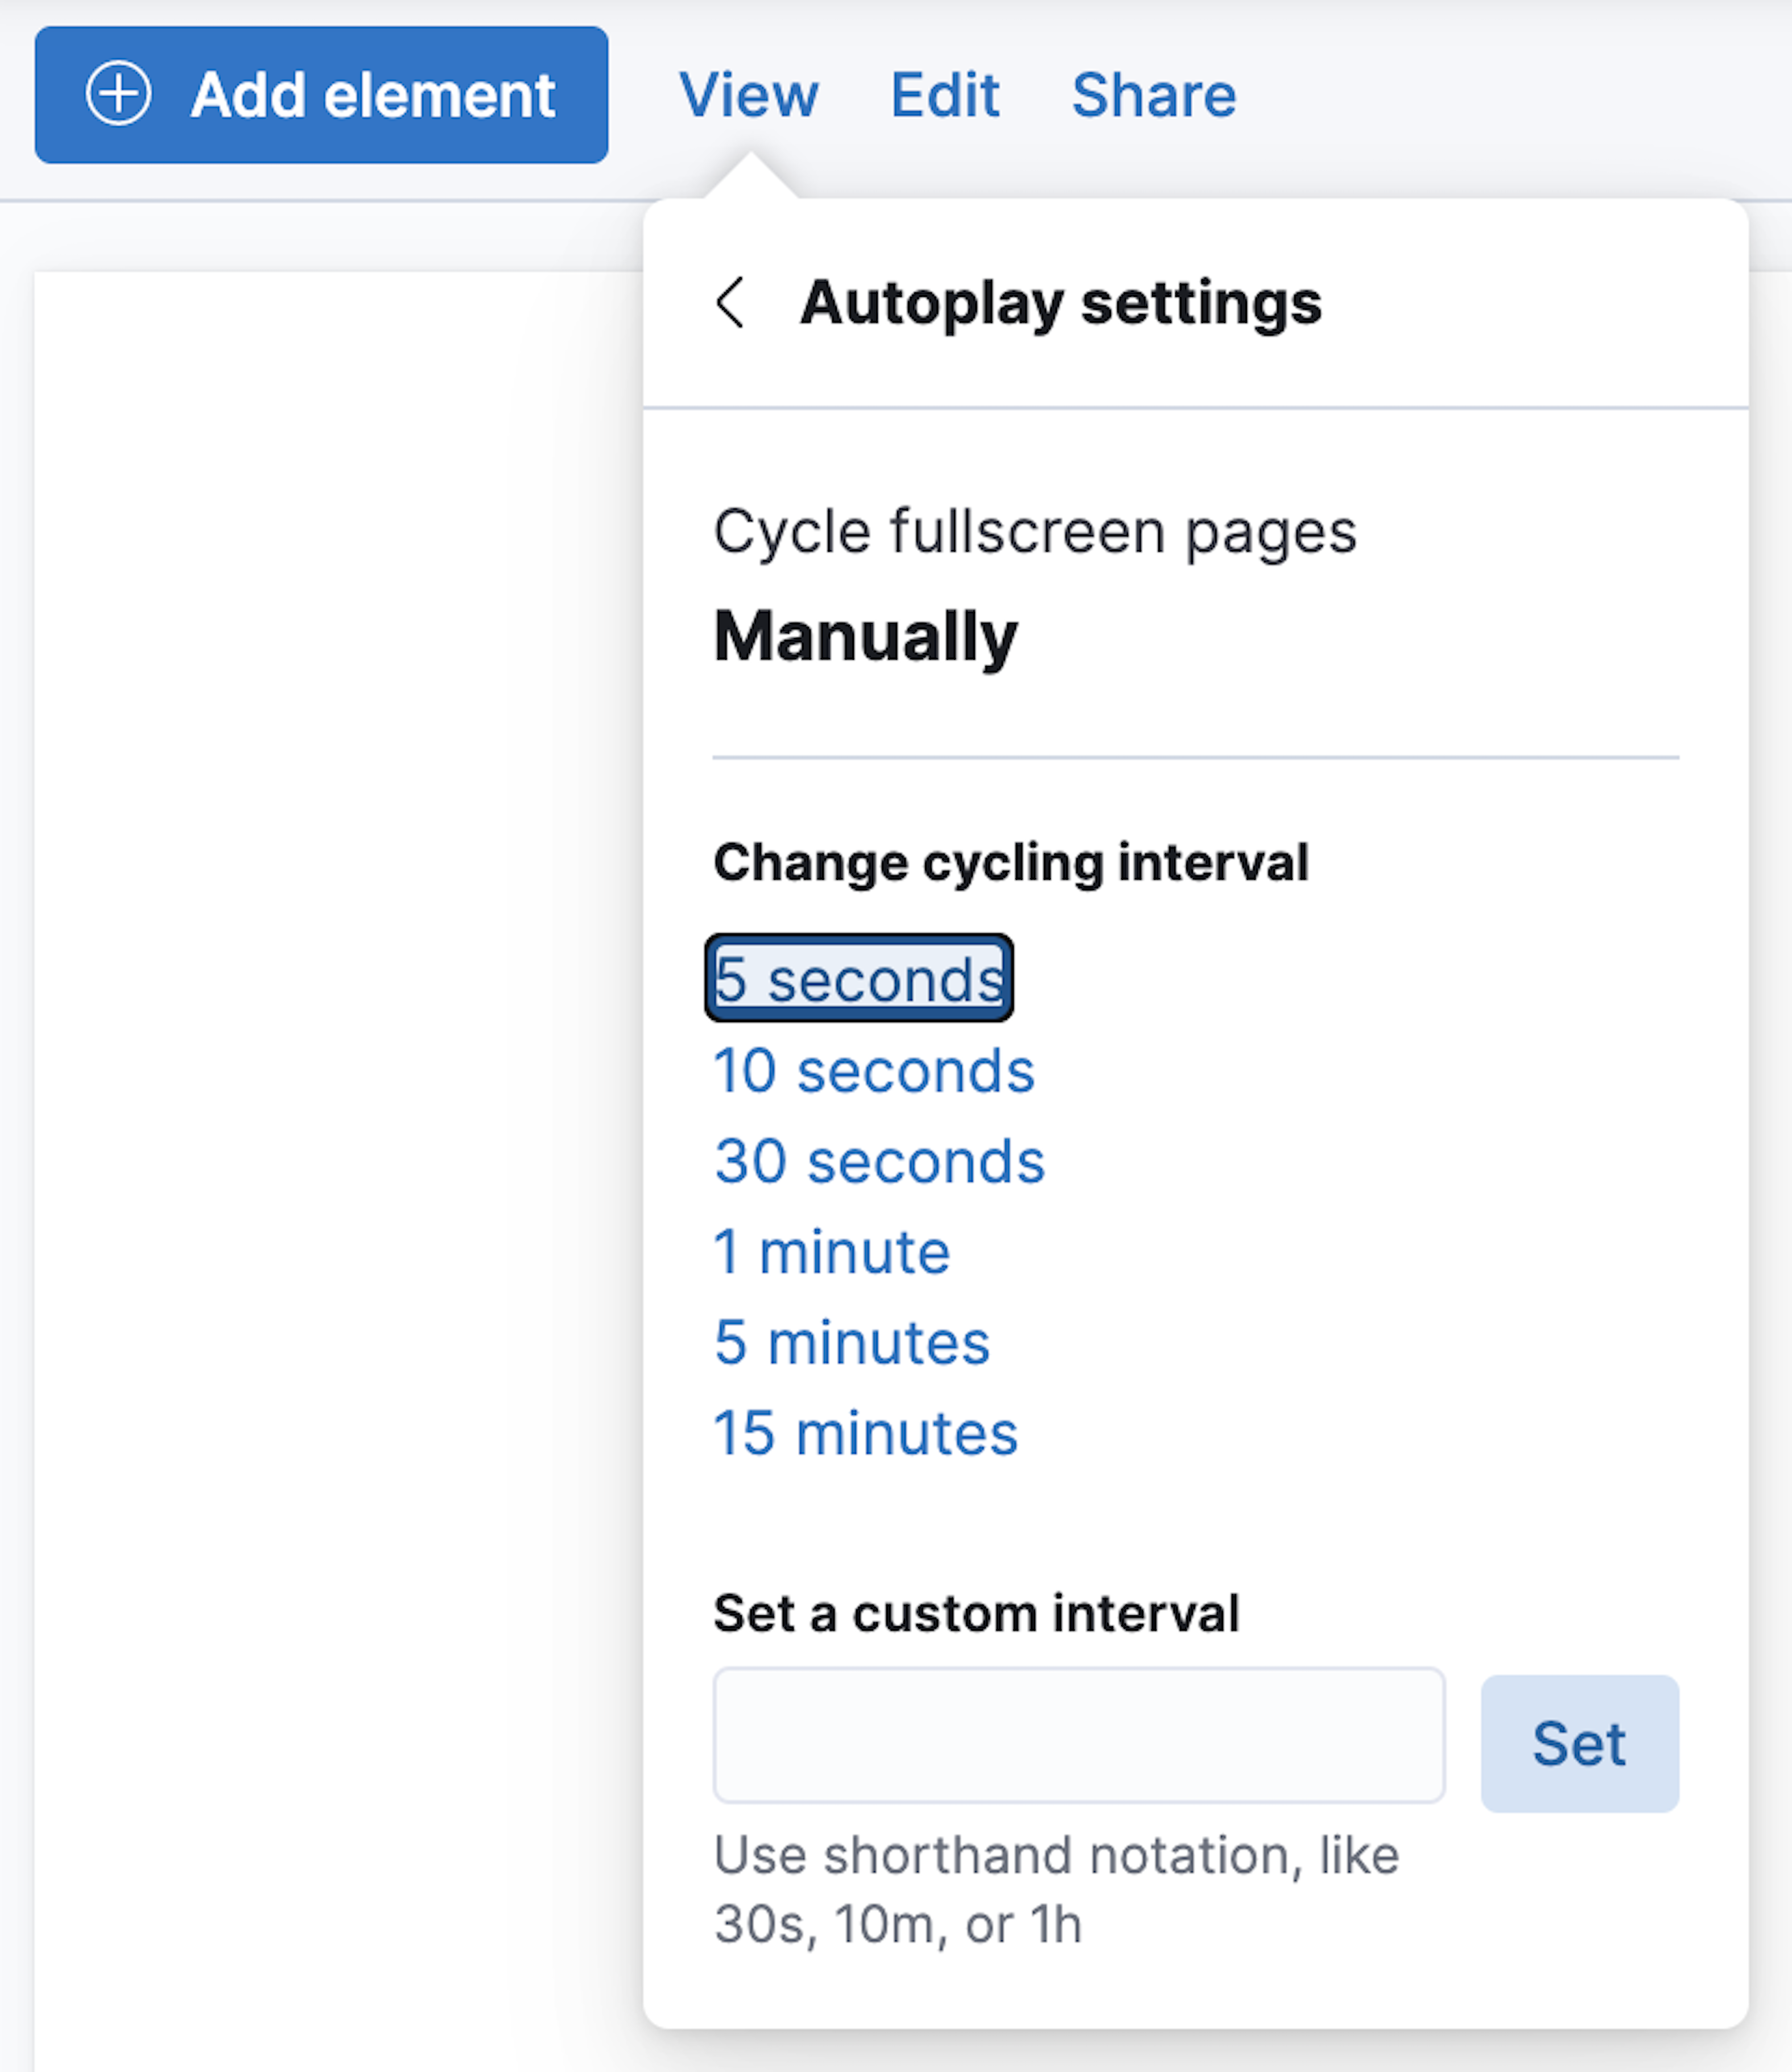 Add element View Edit Share
Autoplay settings
Cycle fullscreen pages
Manually
Change cycling interval
5 seconds
10 seconds
30 seconds
1 minute
5 minutes
15 minutes
Set a custom interval
Set
Use shorthand notation, like
30s, 10m, or 1h